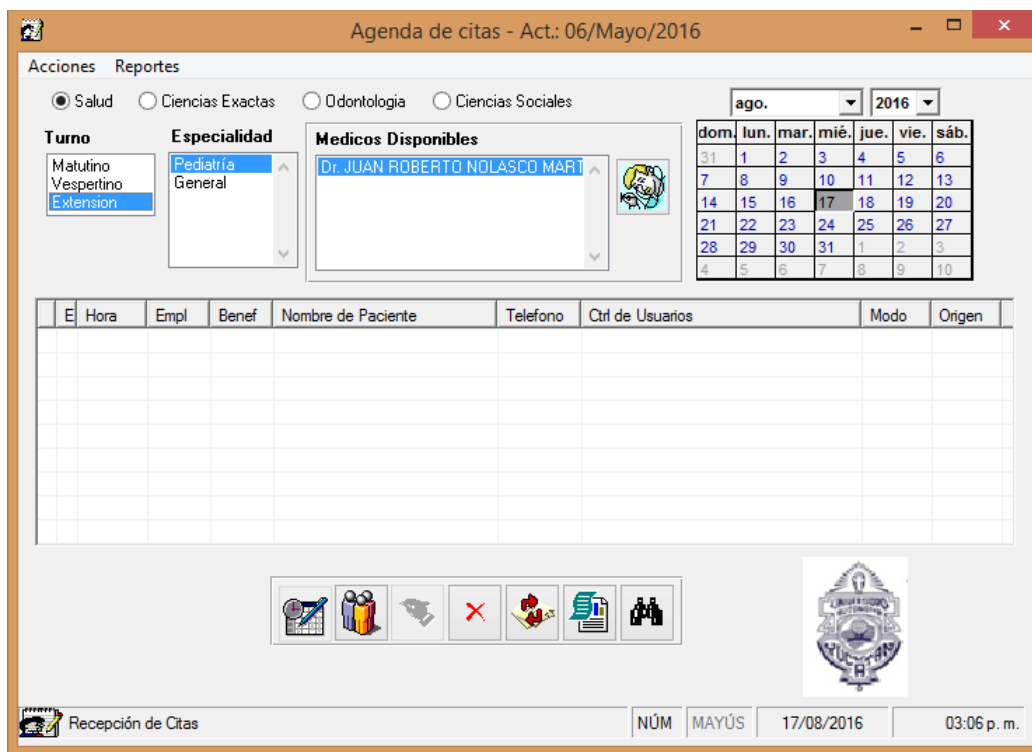 Agenda de citas - Act.: 06/Mayo/2016
Acciones Reportes
Salud Ciencias Exactas Odontologia Ciencias Sociales
ago. 2016
Turno
Matutino
Vespertino
Extension
Especialidad
Pediatría
General
Medicos Disponibles
Dr. JUAN ROBERTO NOLASCO MART
dom. lun. mar. mié. jue. vie. sáb.
31 1 2 3 4 5 6
7 8 9 10 11 12 13
14 15 16 17 18 19 20
21 22 23 24 25 26 27
28 29 30 31 1 2 3
4 5 6 7 8 9 10
E Hora Empl Benef Nombre de Paciente Telefono Ctrl de Usuarios Modo Origen
YUCATAN
Recepción de Citas NÚM MAYÚS 17/08/2016 03:06 p. m.